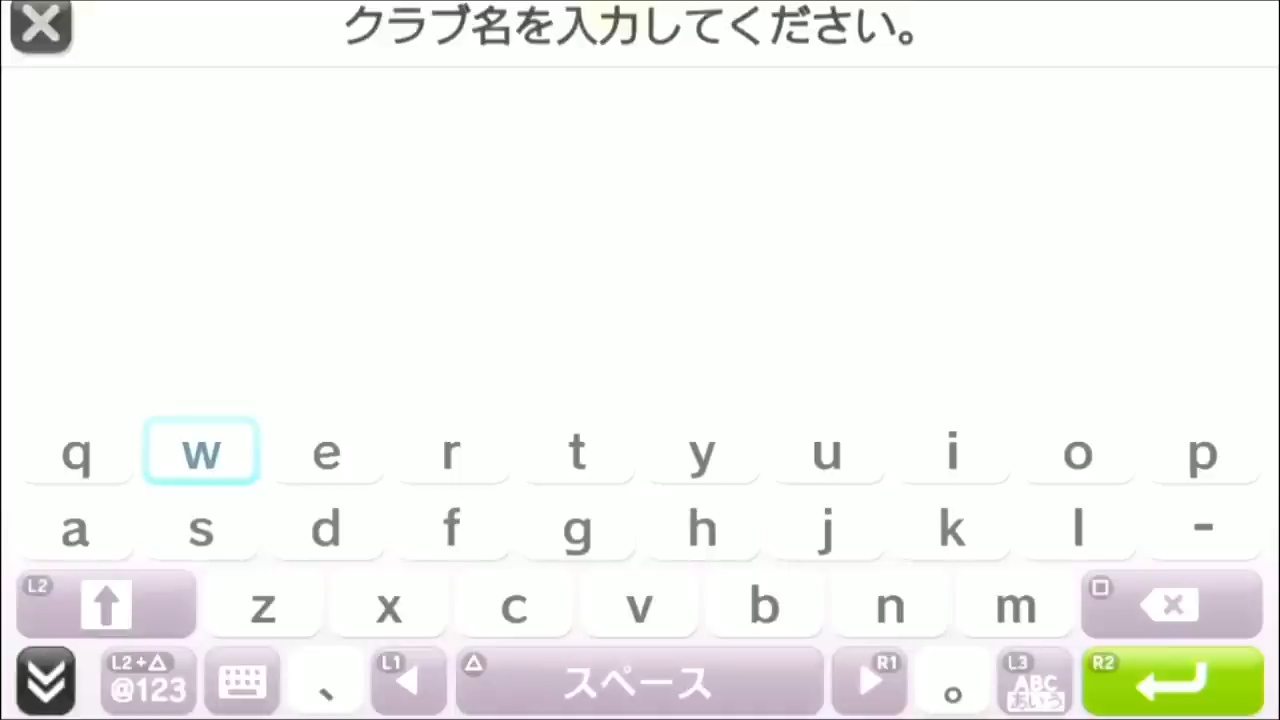 クラブ名を入力してください。
q w e r t y u i o p
a s d f g h j k l -
L2 z x c v b n m
L2+△ @123 、 L1 △ スペース R1 。 L3 ABC あいう R2